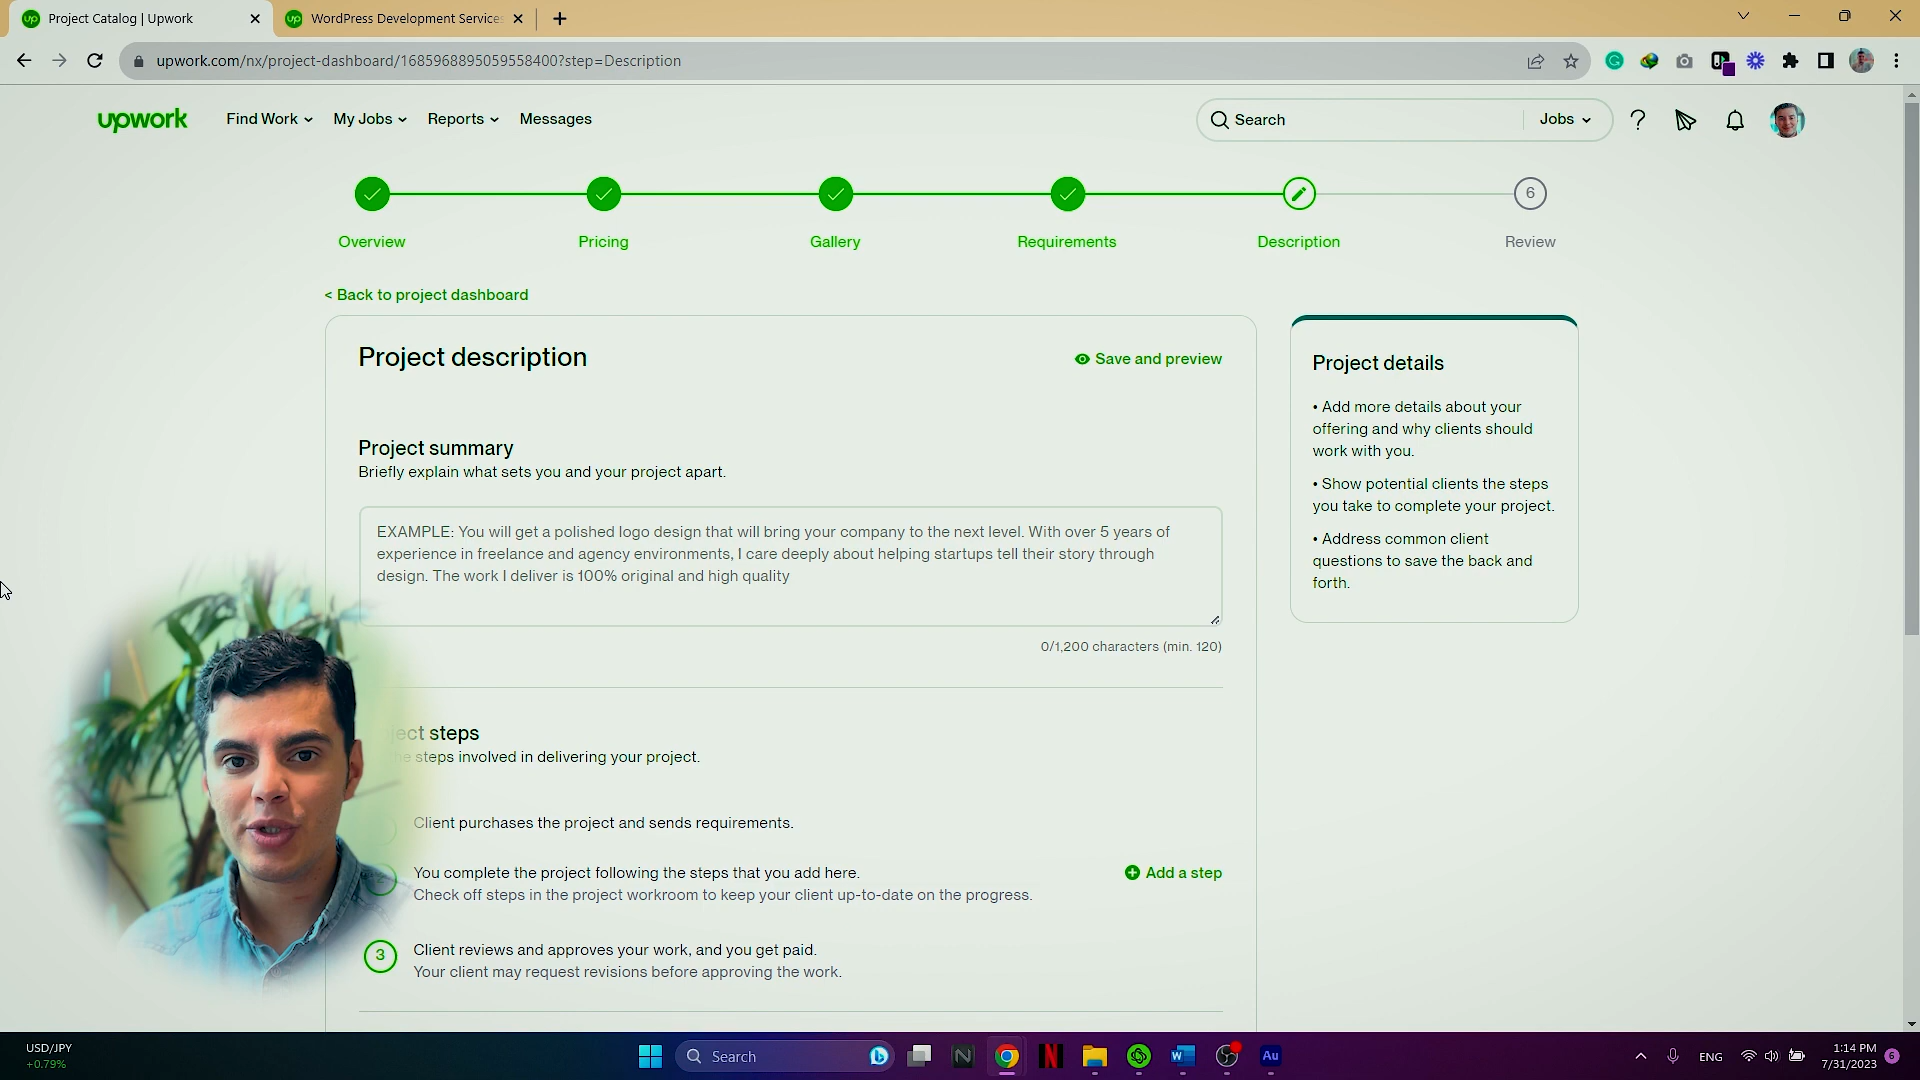 Project Catalog | Upwork
WordPress Development Services
upwork.com/nx/project-dashboard/1685968895059558400?step=Description
upwork
Find Work
My Jobs
Reports
Messages
Search
Jobs
6
Overview
Pricing
Gallery
Requirements
Description
Review
< Back to project dashboard
Project description
Save and preview
Project summary
Briefly explain what sets you and your project apart.
EXAMPLE: You will get a polished logo design that will bring your company to the next level. With over 5 years of
experience in freelance and agency environments, I care deeply about helping startups tell their story through
design. The work I deliver is 100% original and high quality
0/1,200 characters (min. 120)
Project details
• Add more details about your
offering and why clients should
work with you.
• Show potential clients the steps
you take to complete your project.
• Address common client
questions to save the back and
forth.
ject steps
steps involved in delivering your project.
Client purchases the project and sends requirements.
2
You complete the project following the steps that you add here.
Check off steps in the project workroom to keep your client up-to-date on the progress.
Add a step
3
Client reviews and approves your work, and you get paid.
Your client may request revisions before approving the work.
USD/JPY
+0.79%
Search
ENG
1:14 PM
7/31/2023
6